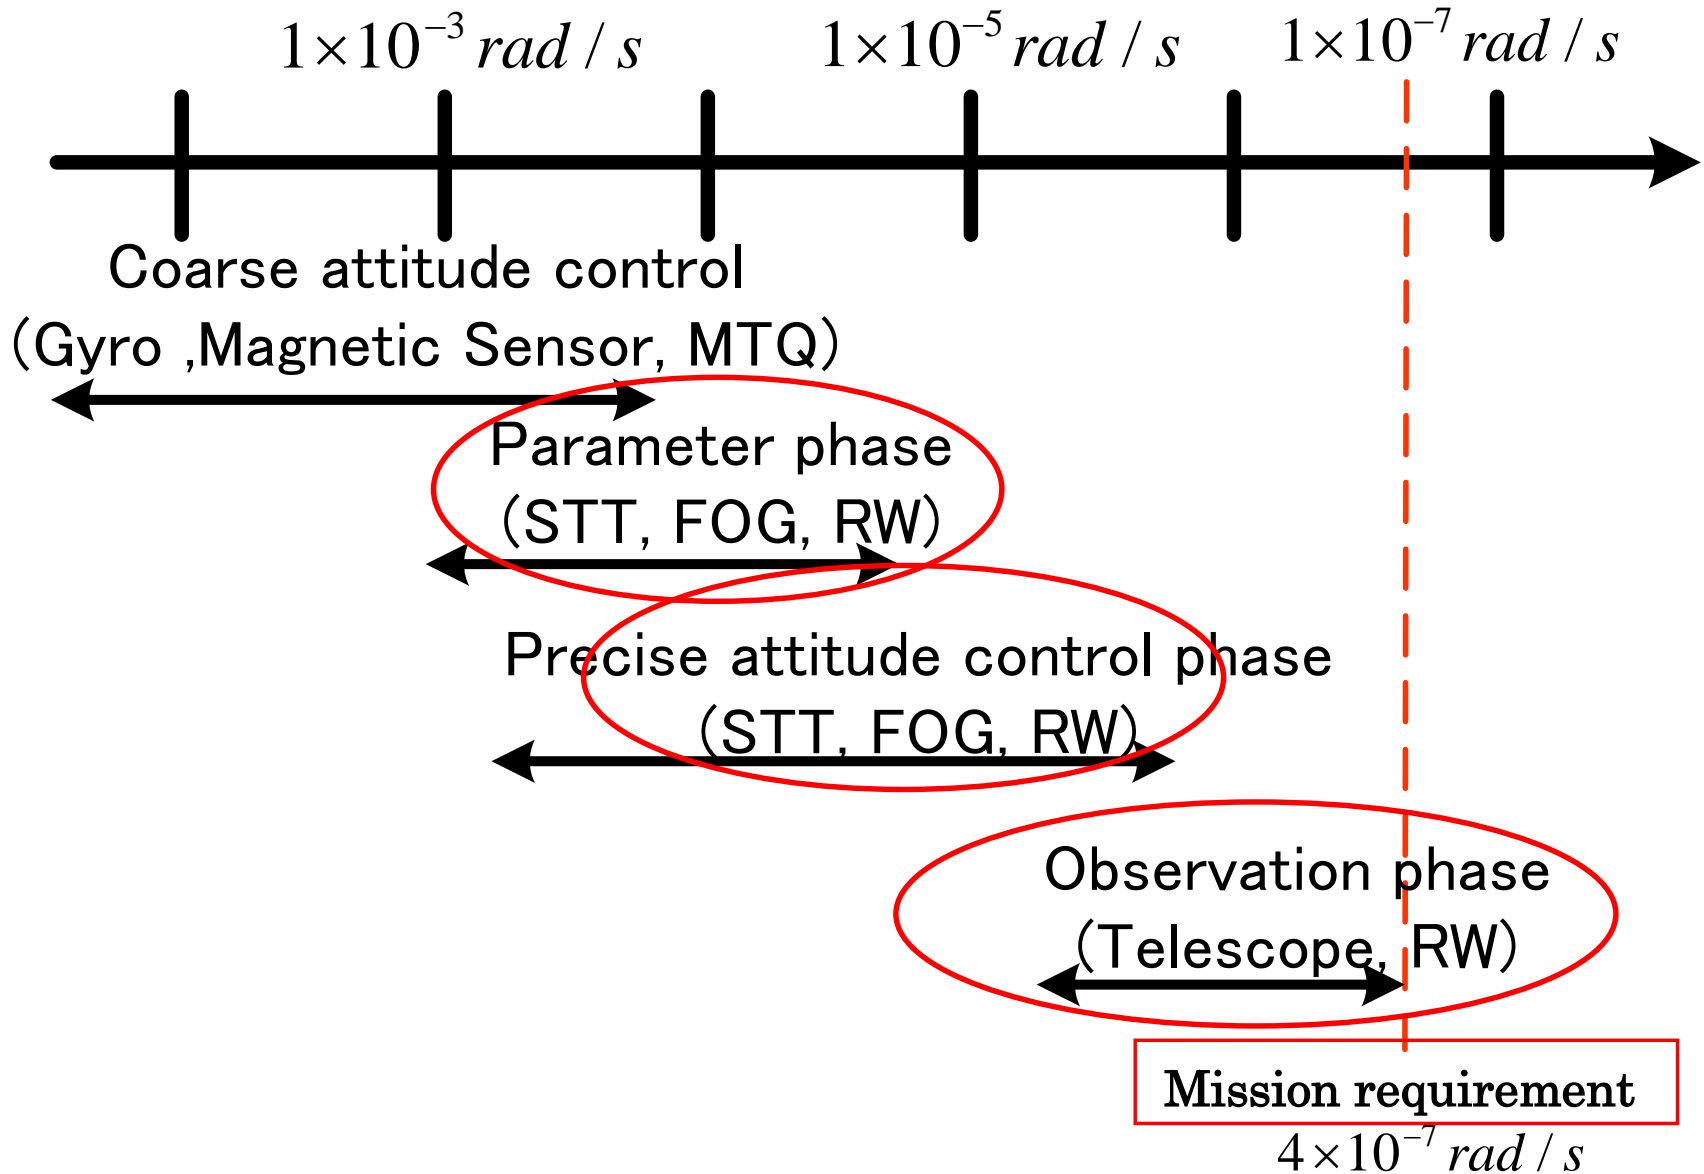 1×10⁻³ rad / s 1×10⁻⁵ rad / s 1×10⁻⁷ rad / s
Coarse attitude control
(Gyro ,Magnetic Sensor, MTQ)
Parameter phase
(STT, FOG, RW)
Precise attitude control phase
(STT, FOG, RW)
Observation phase
(Telescope, RW)
Mission requirement
4×10⁻⁷ rad / s